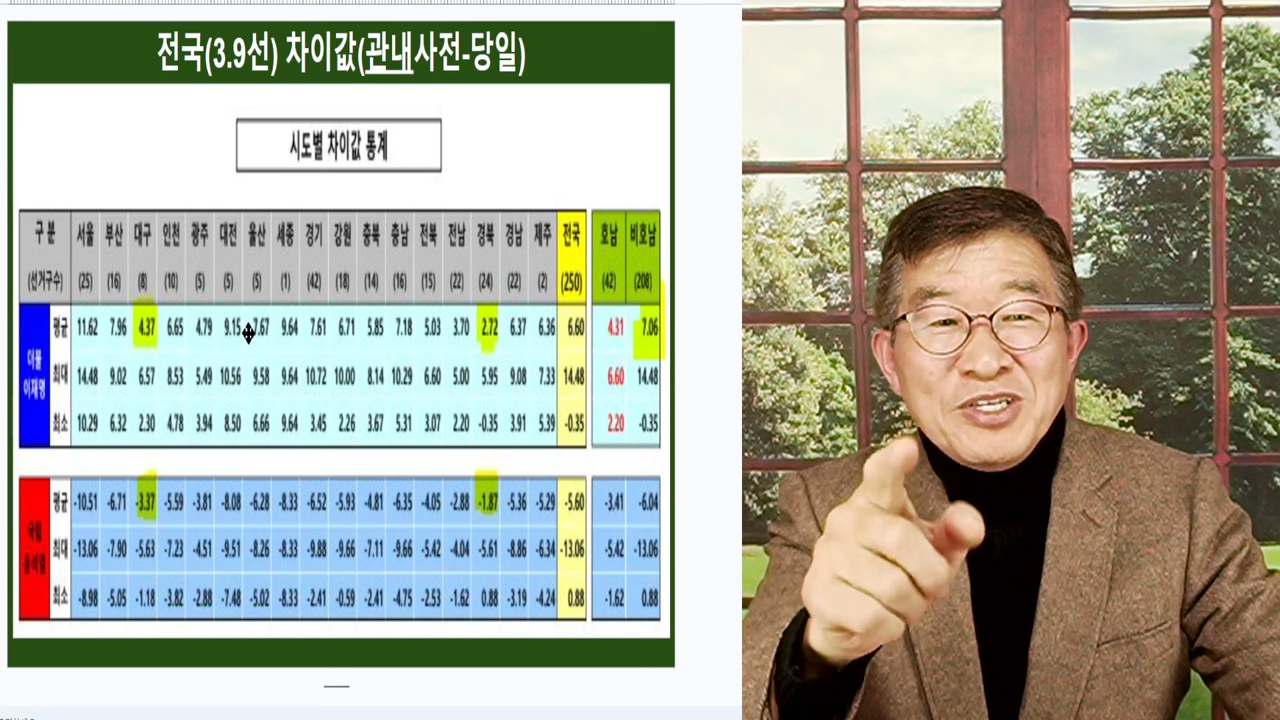 전국(3.9선) 차이값(관내사전-당일)
시도별 차이값 통계
구 분 서울 부산 대구 인천 광주 대전 울산 세종 경기 강원 충북 충남 전북 전남 경북 경남 제주 전국 호남 비호남
(선거구수) (25) (16) (8) (10) (5) (5) (5) (1) (42) (18) (14) (16) (15) (22) (24) (22) (2) (250) (42) (208)
평균 11.62 7.96 4.37 6.65 4.79 9.15 7.67 9.64 7.61 6.71 5.85 7.18 5.03 3.70 2.72 6.37 6.36 6.60 4.31 7.06
더불
이재명
최대 14.48 9.02 6.57 8.53 5.49 10.56 9.58 9.64 10.72 10.00 8.14 10.29 6.60 5.00 5.95 9.08 7.33 14.48 6.60 14.48
최소 10.29 6.32 2.30 4.78 3.94 8.50 6.66 9.64 3.45 2.26 3.67 5.31 3.07 2.20 -0.35 3.91 5.39 -0.35 2.20 -0.35
평균 -10.51 -6.71 -3.37 -5.59 -3.81 -8.08 -6.28 -8.33 -6.52 -5.93 -4.81 -6.35 -4.05 -2.88 -1.87 -5.36 -5.29 -5.60 -3.41 -6.04
국힘
윤석열
최대 -13.06 -7.90 -5.63 -7.23 -4.51 -9.51 -8.26 -8.33 -9.88 -9.66 -7.11 -9.66 -5.42 -4.04 -5.61 -8.86 -6.34 -13.06 -5.42 -13.06
최소 -8.98 -5.05 -1.18 -3.82 -2.88 -7.48 -5.02 -8.33 -2.41 -0.59 -2.41 -4.75 -2.53 -1.62 0.88 -3.19 -4.24 0.88 -1.62 0.88